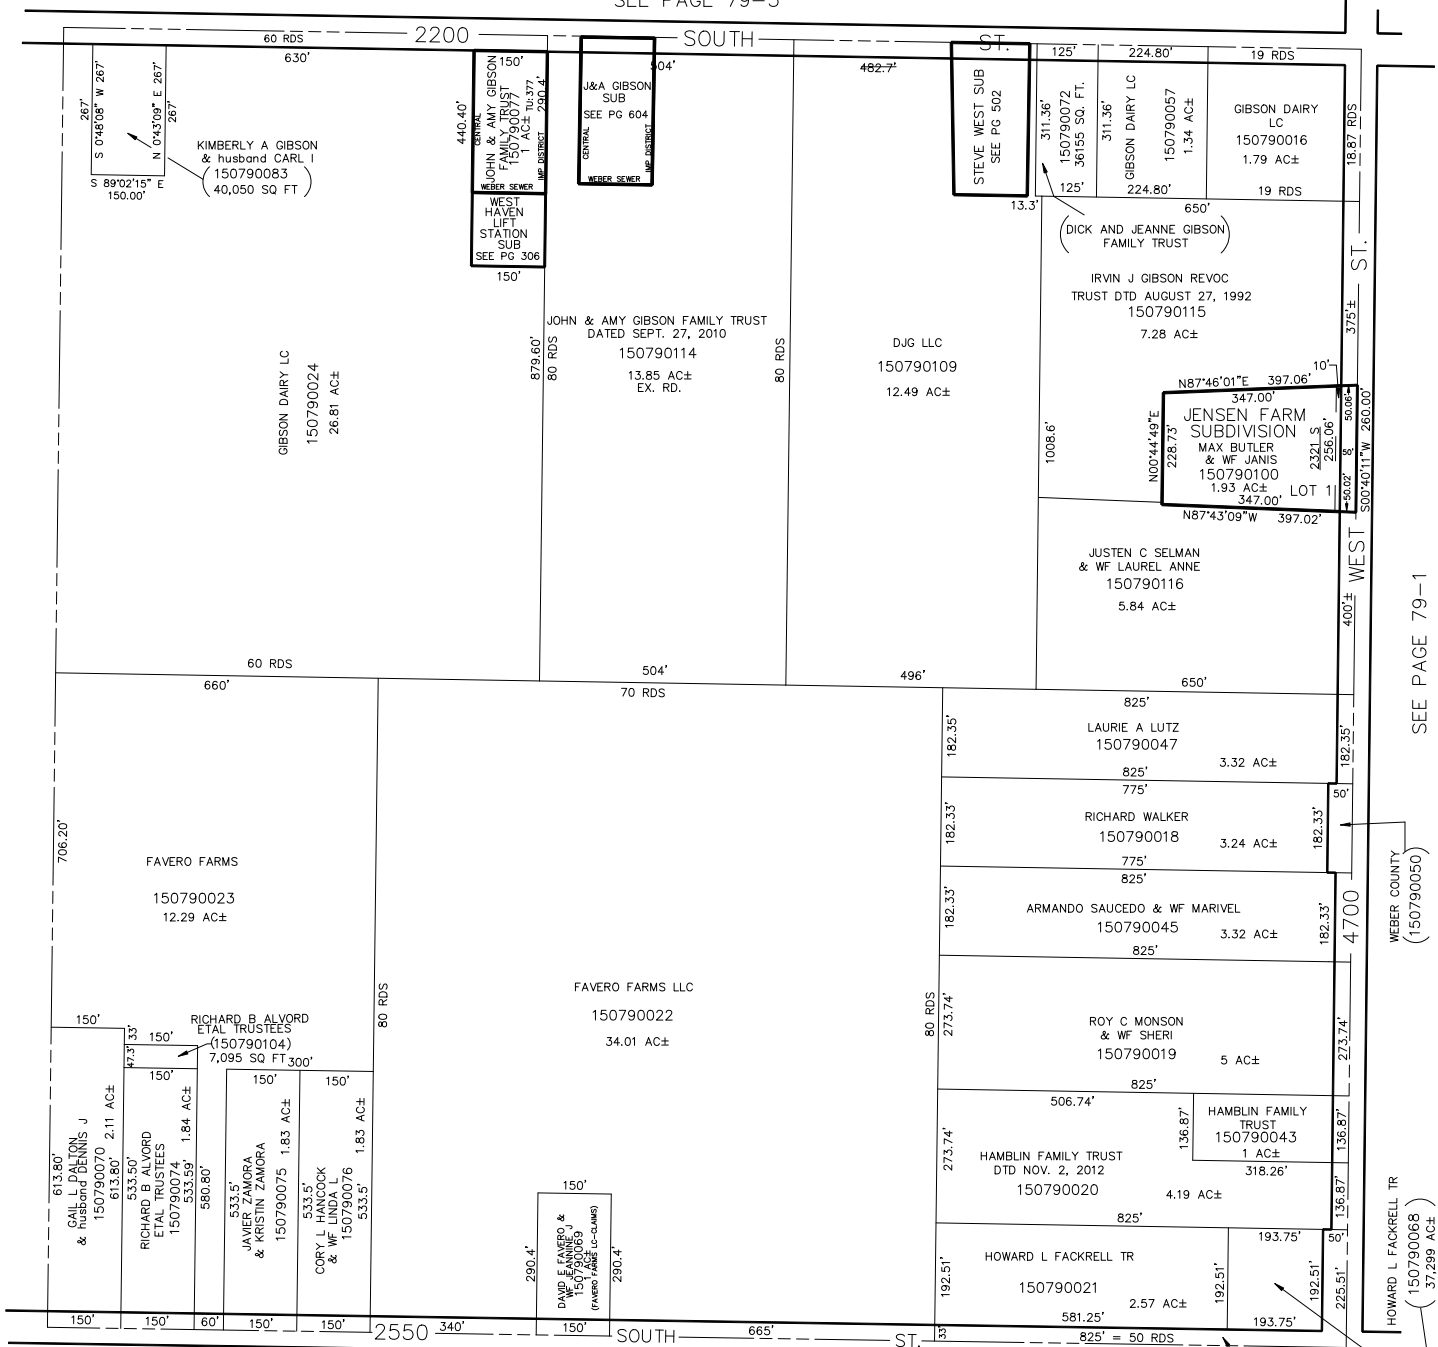 SEE PAGE 79-3
60 RDS
2200
SOUTH
ST.
630'
150'
504'
482.7'
125'
224.80'
19 RDS
267'
S 0°48'08" W 267'
N 0°43'09" E 267'
267'
S 89°02'15" E
150.00'
KIMBERLY A GIBSON
& husband CARL I
150790083
40,050 SQ FT
440.40'
CENTRAL
JOHN & AMY GIBSON
FAMILY TRUST
150790077
1 AC± TU:377
290.4'
IMP DISTRICT
WEBER SEWER
WEST
HAVEN
LIFT
STATION
SUB
SEE PG 306
150'
J&A GIBSON
SUB
SEE PG 604
CENTRAL
IMP DISTRICT
WEBER SEWER
STEVE WEST SUB
SEE PG 502
13.3'
311.36'
150790072
36155 SQ. FT.
125'
311.36'
GIBSON DAIRY LC
150790057
1.34 AC±
224.80'
GIBSON DAIRY
LC
150790016
1.79 AC±
19 RDS
18.87 RDS
650'
(DICK AND JEANNE GIBSON
FAMILY TRUST)
IRVIN J GIBSON REVOC
TRUST DTD AUGUST 27, 1992
150790115
7.28 AC±
375'±
ST.
GIBSON DAIRY LC
150790024
26.81 AC±
879.60'
80 RDS
JOHN & AMY GIBSON FAMILY TRUST
DATED SEPT. 27, 2010
150790114
13.85 AC±
EX. RD.
80 RDS
DJG LLC
150790109
12.49 AC±
1008.6'
10'
N87°46'01"E 397.06'
347.00'
N00°44'49"E
228.73'
JENSEN FARM
SUBDIVISION
MAX BUTLER
& WF JANIS
150790100
1.93 AC±
LOT 1
347.00'
2321 S
256.06'
50.06'
50'
50.02'
S00°40'11"W 260.00'
N87°43'09"W 397.02'
WEST
JUSTEN C SELMAN
& WF LAUREL ANNE
150790116
5.84 AC±
400'±
SEE PAGE 79-1
60 RDS
504'
496'
650'
660'
70 RDS
825'
182.35'
LAURIE A LUTZ
150790047
3.32 AC±
182.35'
825'
775'
50'
182.33'
RICHARD WALKER
150790018
3.24 AC±
182.33'
775'
WEBER COUNTY
(150790050)
825'
182.33'
ARMANDO SAUCEDO & WF MARIVEL
150790045
3.32 AC±
182.33'
4700
825'
706.20'
FAVERO FARMS
150790023
12.29 AC±
80 RDS
FAVERO FARMS LLC
150790022
34.01 AC±
80 RDS
273.74'
ROY C MONSON
& WF SHERI
150790019
5 AC±
273.74'
825'
506.74'
136.87'
HAMBLIN FAMILY
TRUST
150790043
1 AC±
318.26'
136.87'
273.74'
HAMBLIN FAMILY TRUST
DTD NOV. 2, 2012
150790020
4.19 AC±
136.87'
825'
193.75'
50'
150'
33'
150'
47.3'
RICHARD B ALVORD
ETAL TRUSTEES
(150790104)
7,095 SQ FT
150'
300'
150'
150'
613.80'
GAIL L DALTON
& husband DENNIS J
150790070 2.11 AC±
613.80'
533.50'
RICHARD B ALVORD
ETAL TRUSTEES
150790074 1.84 AC±
533.59'
580.80'
533.5'
JAVIER ZAMORA
& KRISTIN ZAMORA
150790075 1.83 AC±
533.5'
CORY L HANCOCK
& WF LINDA L
150790076 1.83 AC±
533.5'
150'
290.4'
DAVID E FAVERO &
WF JEANNINE J
150790069
1 AC±
(FAVERO FARMS LC-CLAIMS)
290.4'
192.51'
HOWARD L FACKRELL TR
150790021
2.57 AC±
192.51'
192.51'
225.51'
HOWARD L FACKRELL TR
(150790068)
37,299 AC±
581.25'
193.75'
150'
150'
60'
150'
150'
2550
340'
150'
SOUTH
665'
ST.
33'
825' = 50 RDS